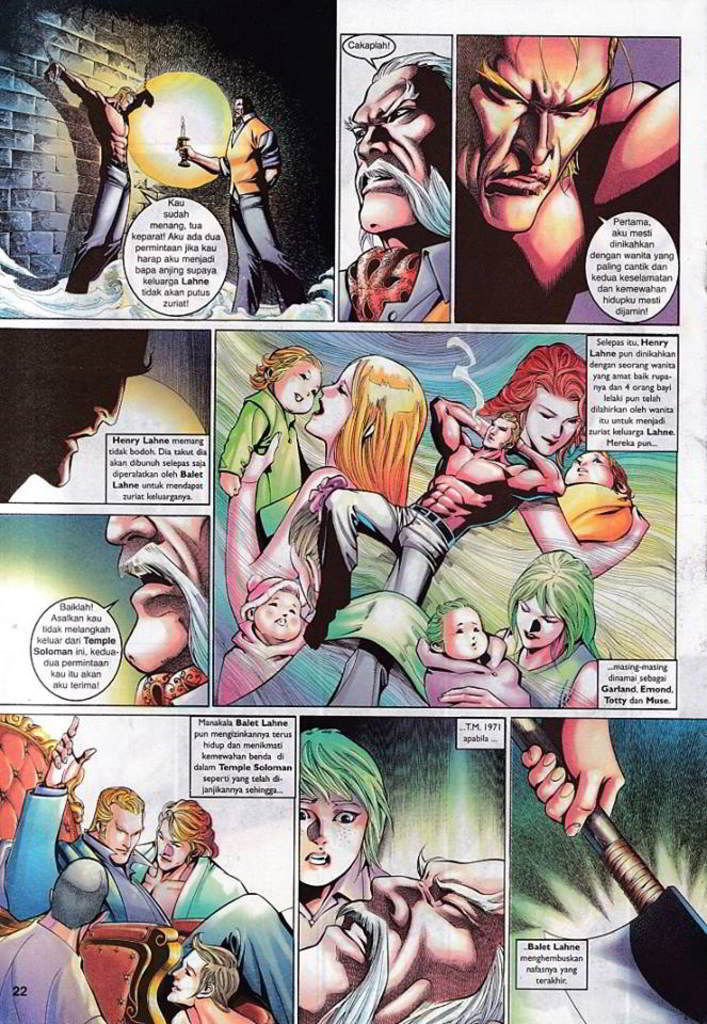 Kau
sudah
menang, tua
keparat! Aku ada dua
permintaan jika kau
harap aku menjadi
bapa anjing supaya
keluarga Lahne
tidak akan putus
zuriat!
Cakaplah!
Pertama,
aku mesti
dinikahkan
dengan wanita yang
paling cantik dan
kedua keselamatan
dan kemewahan
hidupku mesti
dijamin!
Henry Lahne memang
tidak bodoh. Dia takut dia
akan dibunuh selepas saja
diperalatkan oleh Balet
Lahne untuk mendapat
zuriat keluarganya.
Baiklah!
Asalkan kau
tidak melangkah
keluar dari Temple
Soloman ini, kedua-
dua permintaan
kau itu akan
aku terima!
Selepas itu, Henry
Lahne pun dinikahkan
dengan seorang wanita
yang amat baik rupa-
nya dan 4 orang bayi
lelaki pun telah
dilahirkan oleh wanita
itu untuk menjadi
zuriat keluarga Lahne.
Mereka pun...
...masing-masing
dinamai sebagai
Garland, Emond,
Totty dan Muse.
Manakala Balet Lahne
pun mengizinkannya terus
hidup dan menikmati
kemewahan benda di
dalam Temple Soloman
seperti yang telah di-
janjikannya sehingga...
...T.M. 1971
apabila ...
..Balet Lahne
menghembuskan
nafasnya yang
terakhir.
22